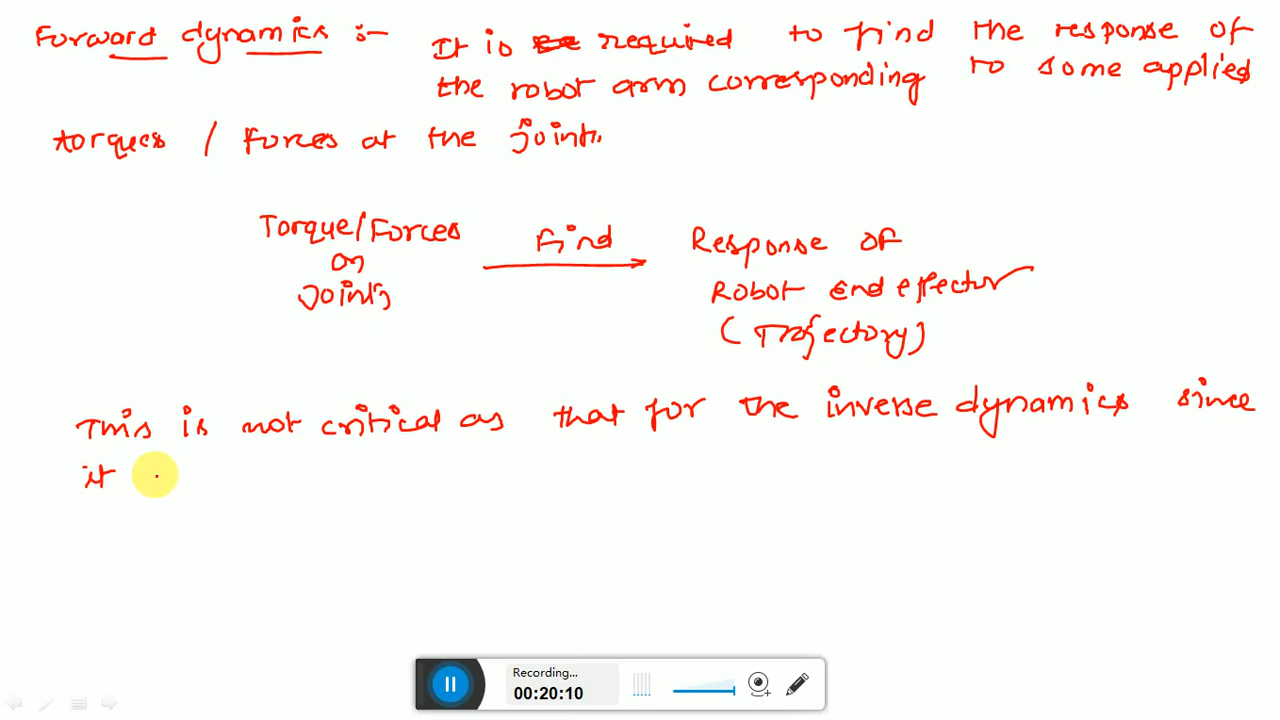 Forward dynamics :- It is required to find the response of
the robot arm corresponding to some applied
torques / forces at the joints.
Torque/Forces
on
Joints
Find
Response of
Robot end effector
(Trajectory)
This is not critical as that for the inverse dynamics since
it
Recording...
00:20:10